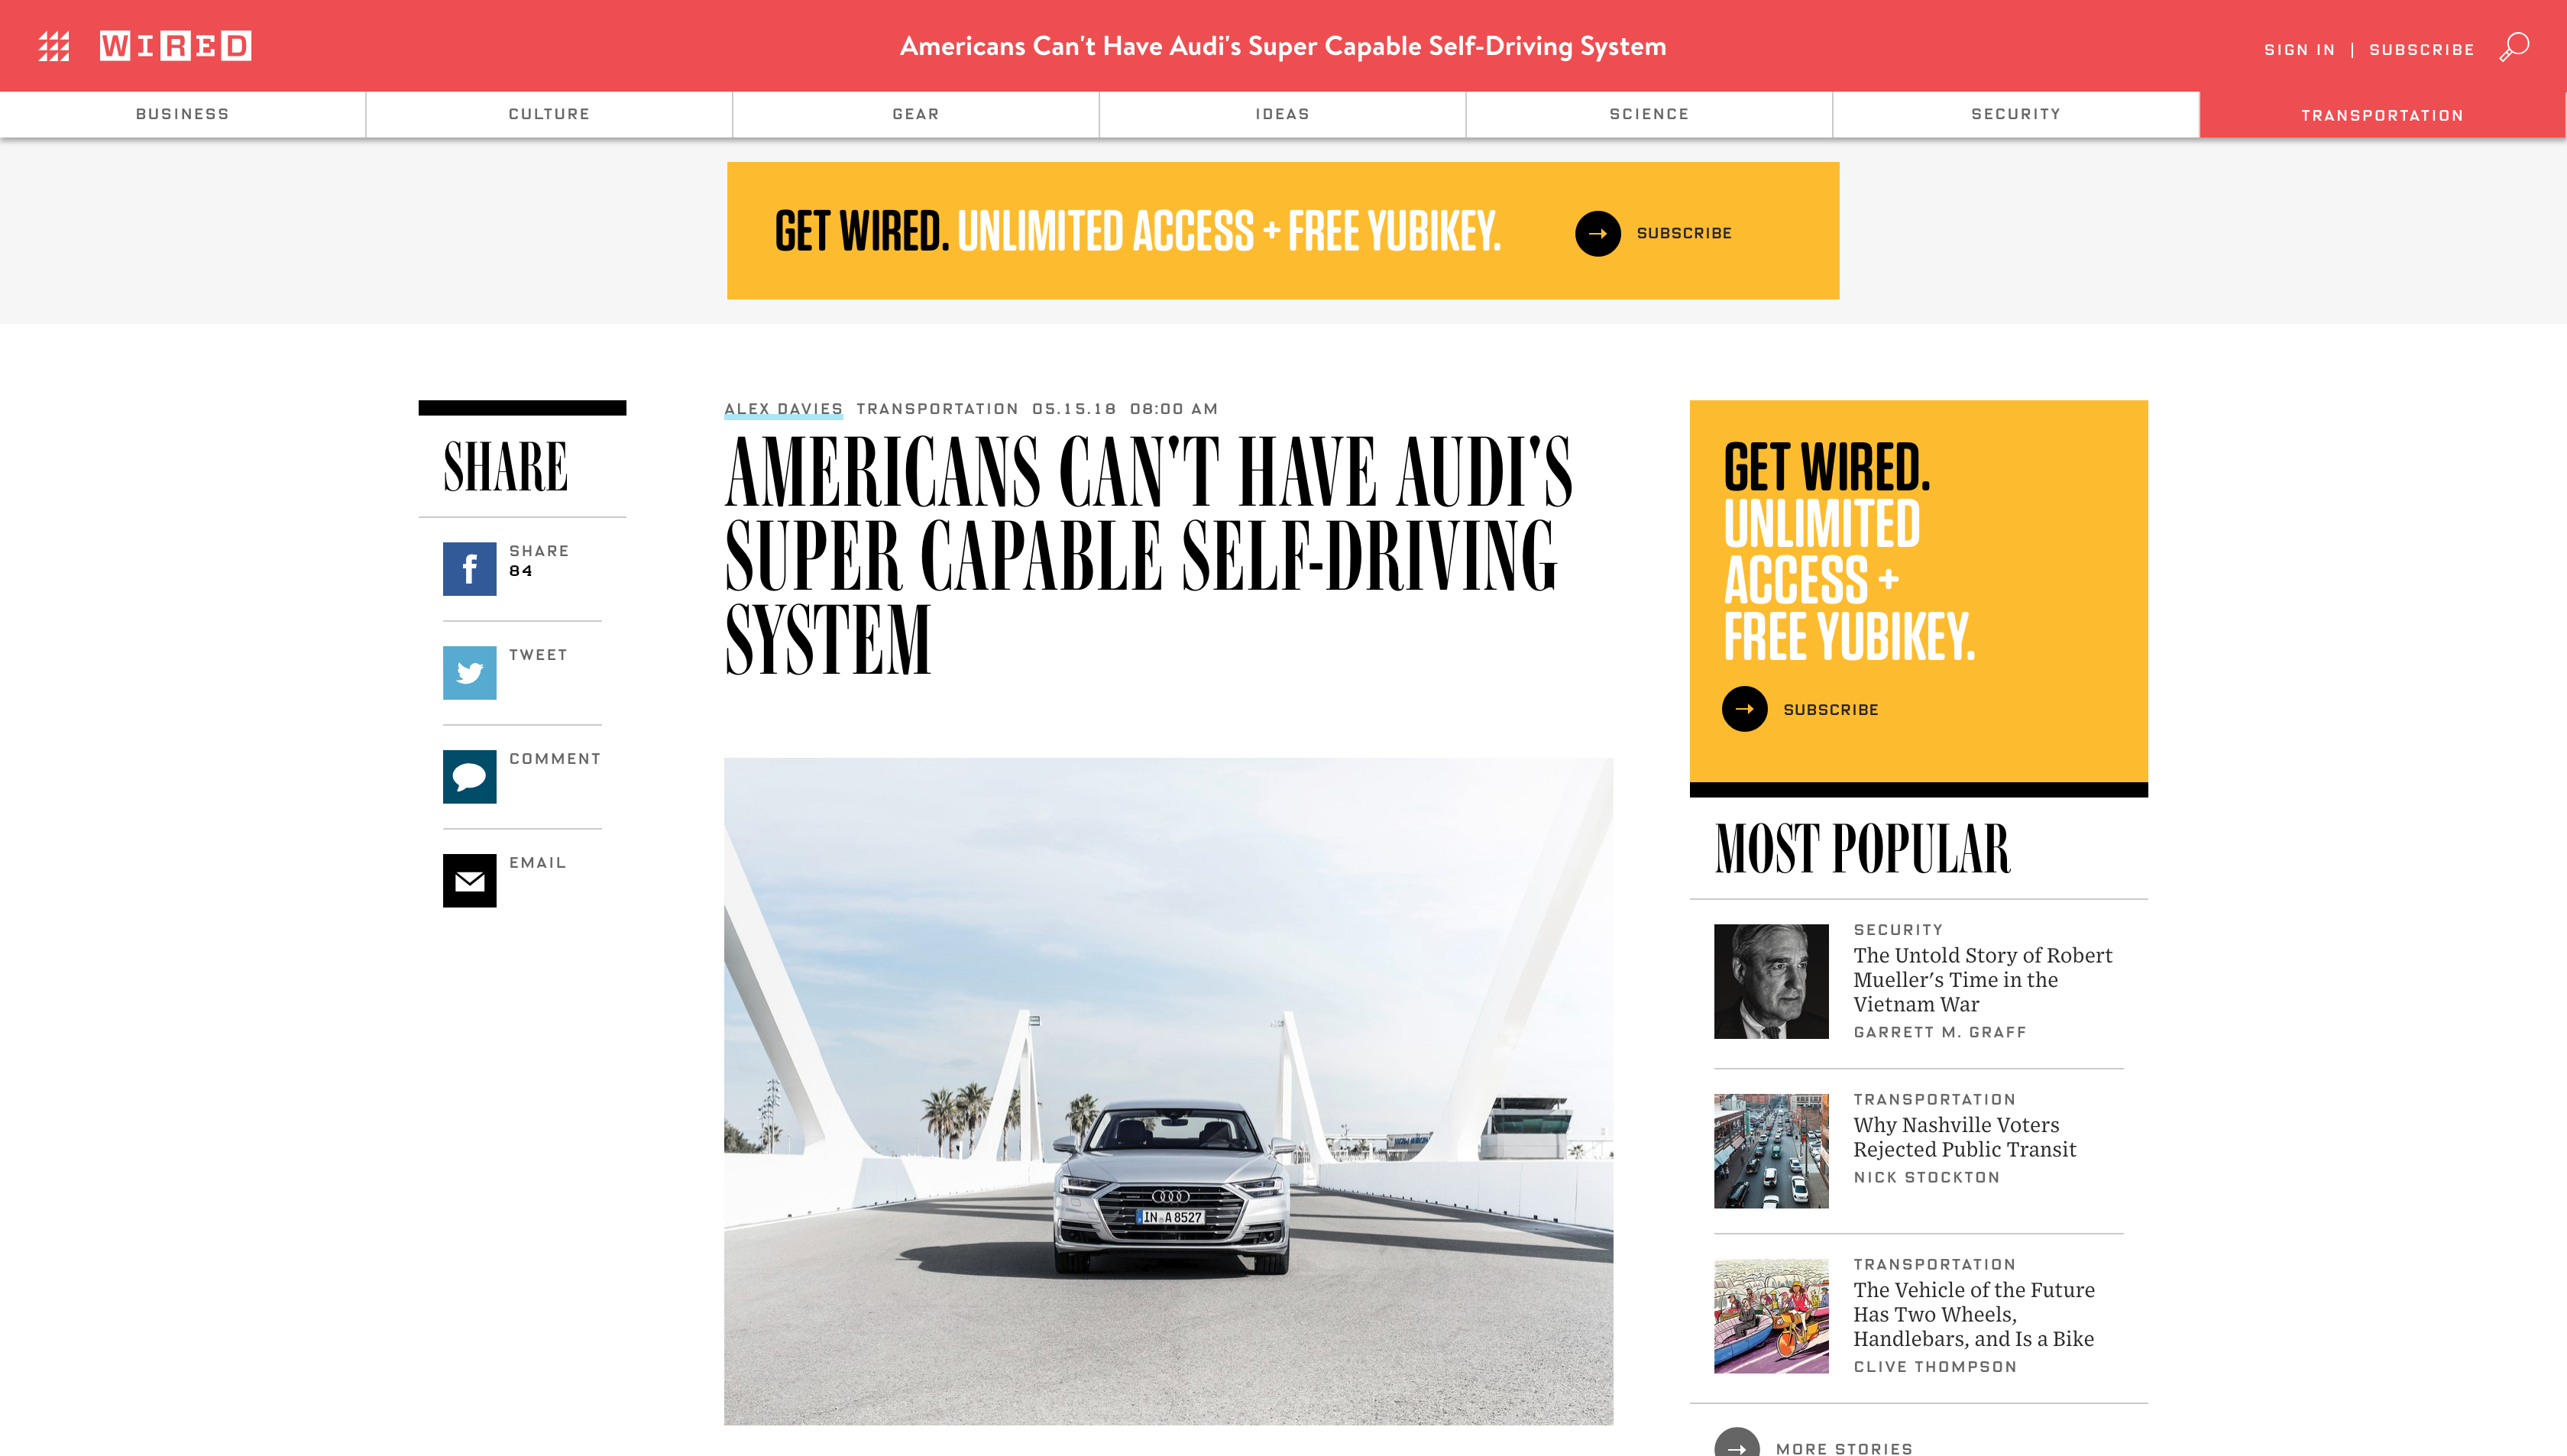 WIRED
Americans Can't Have Audi's Super Capable Self-Driving System
SIGN IN | SUBSCRIBE
BUSINESS
CULTURE
GEAR
IDEAS
SCIENCE
SECURITY
TRANSPORTATION
GET WIRED. UNLIMITED ACCESS + FREE YUBIKEY.
SUBSCRIBE
SHARE
SHARE
84
TWEET
COMMENT
EMAIL
ALEX DAVIES TRANSPORTATION 05.15.18 08:00 AM
AMERICANS CAN'T HAVE AUDI'S
SUPER CAPABLE SELF-DRIVING
SYSTEM
IN A 8527
GET WIRED.
UNLIMITED
ACCESS +
FREE YUBIKEY.
SUBSCRIBE
MOST POPULAR
SECURITY
The Untold Story of Robert
Mueller's Time in the
Vietnam War
GARRETT M. GRAFF
TRANSPORTATION
Why Nashville Voters
Rejected Public Transit
NICK STOCKTON
TRANSPORTATION
The Vehicle of the Future
Has Two Wheels,
Handlebars, and Is a Bike
CLIVE THOMPSON
MORE STORIES